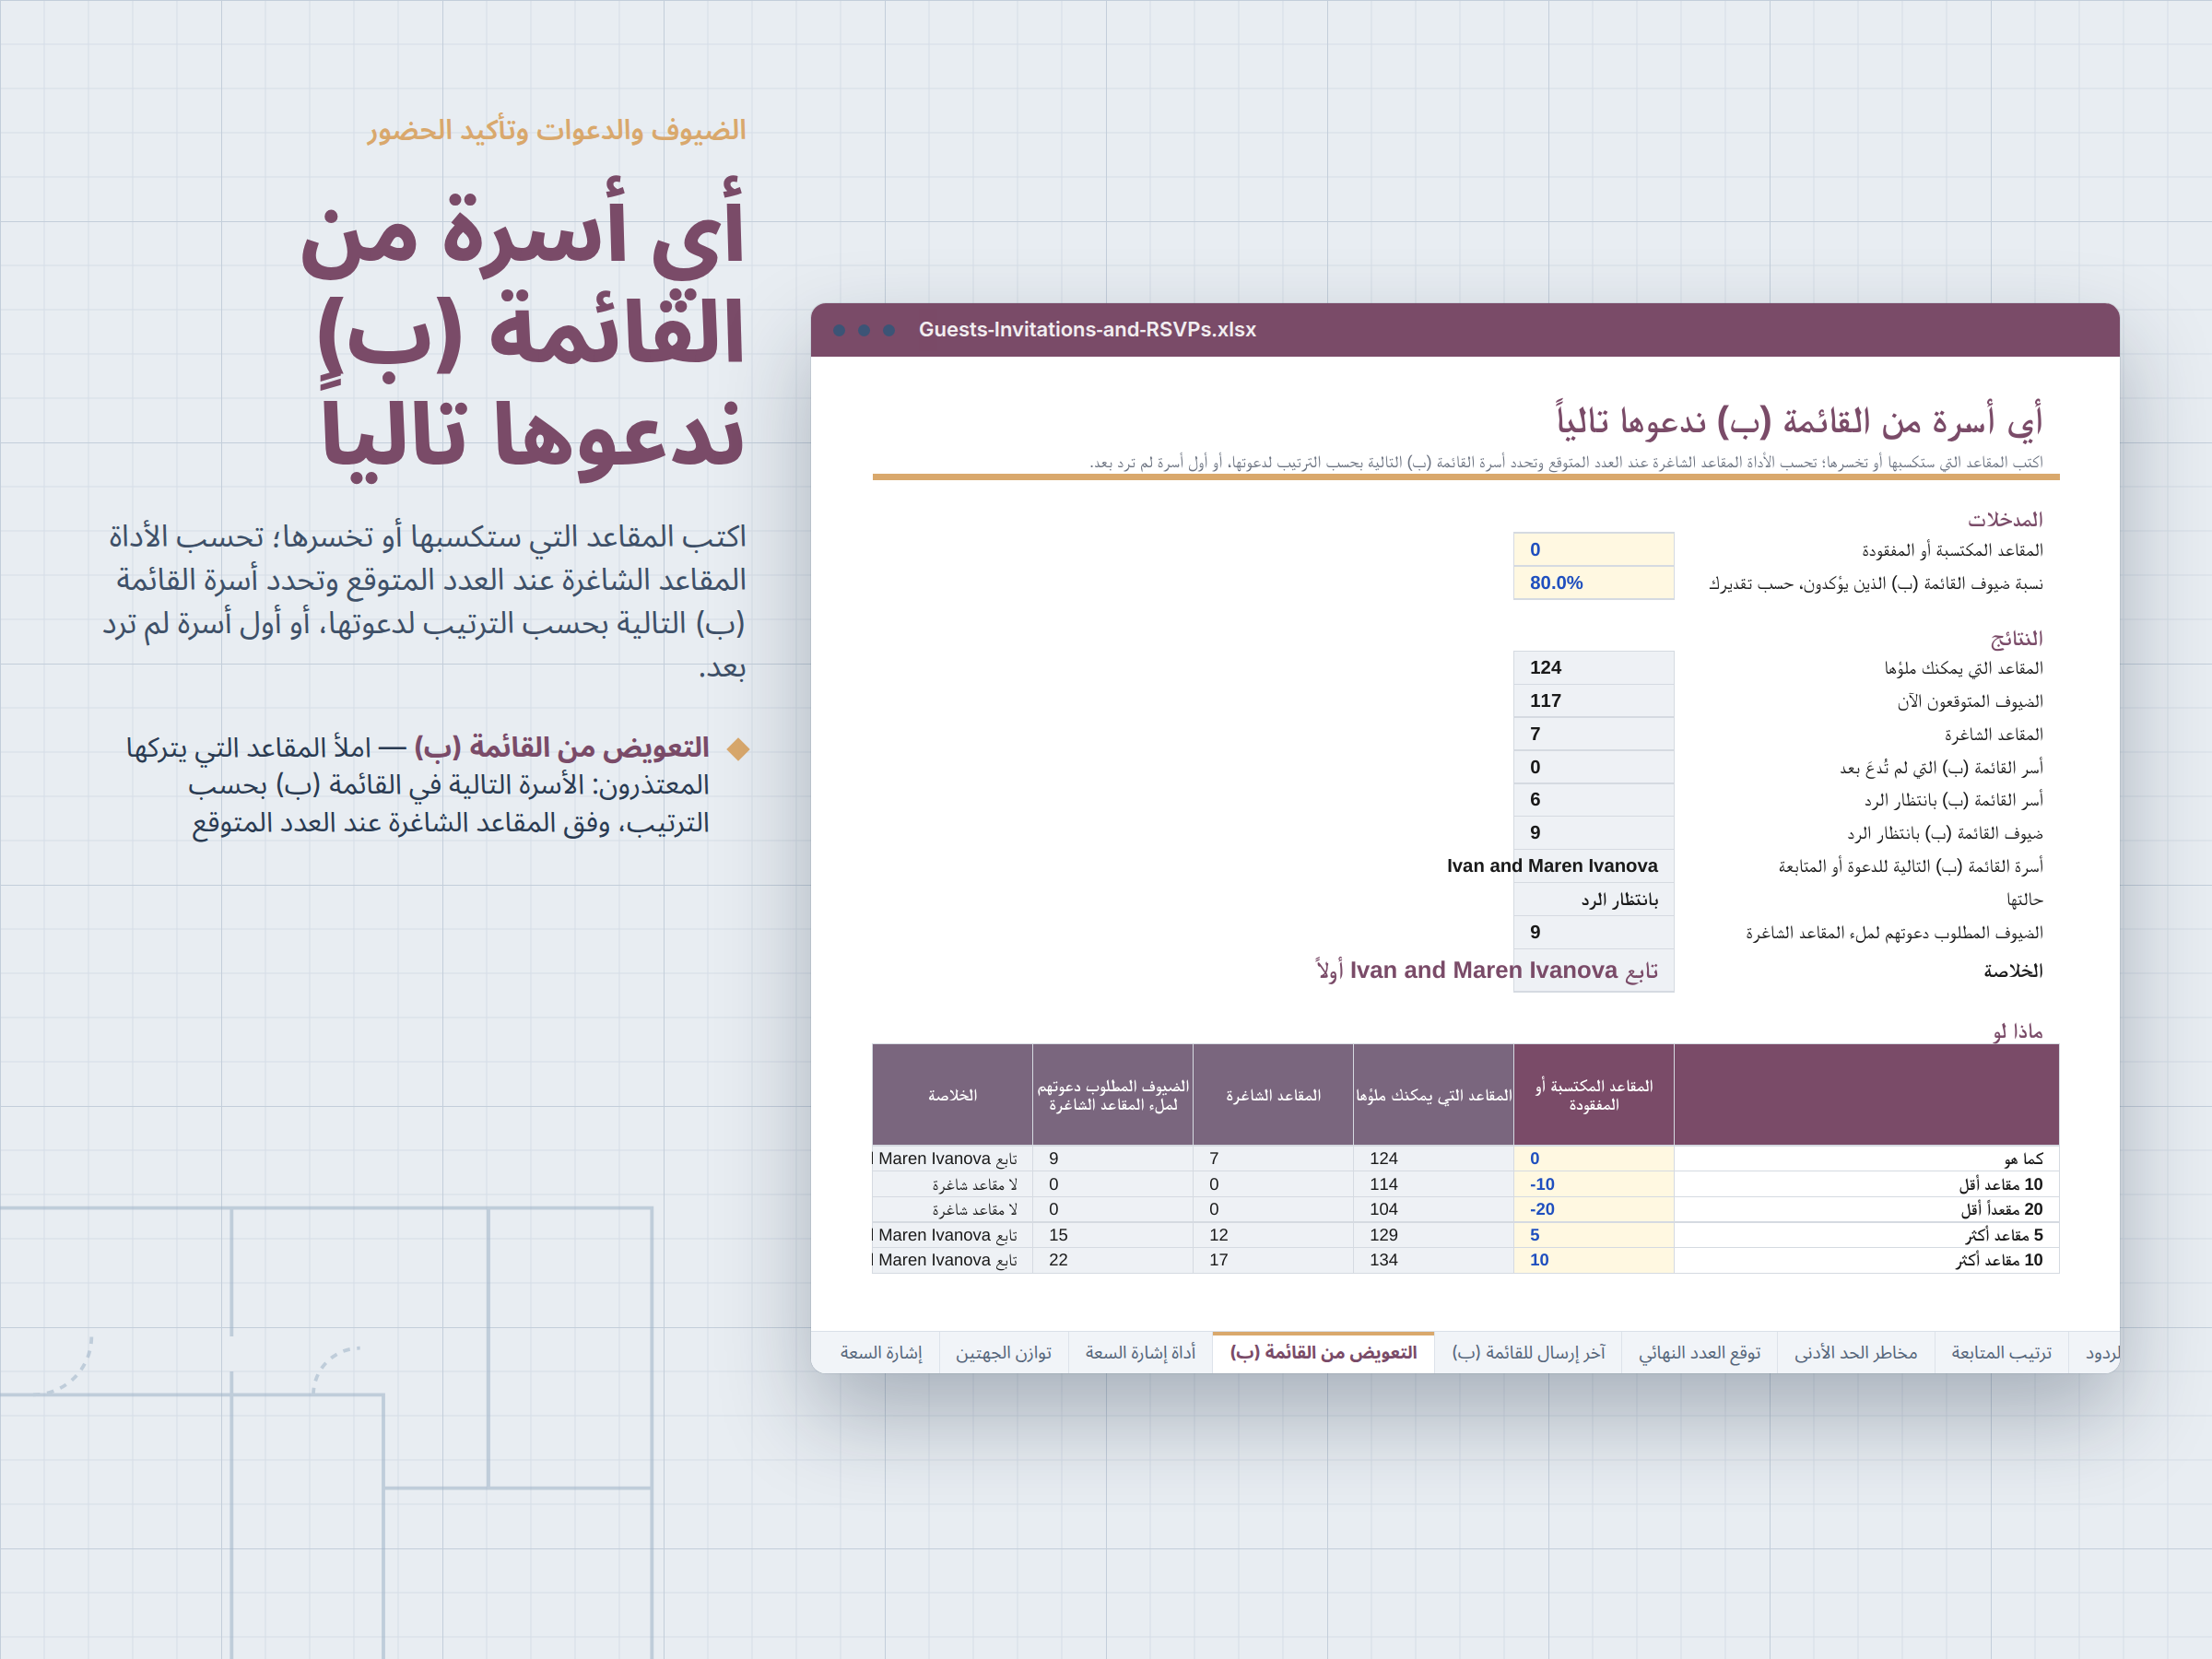 الضيوف والدعوات وتأكيد الحضور
أي أسرة من
القائمة (ب)
ندعوها تالياً
اكتب المقاعد التي ستكسبها أو تخسرها؛ تحسب الأداة
المقاعد الشاغرة عند العدد المتوقع وتحدد أسرة القائمة
(ب) التالية بحسب الترتيب لدعوتها، أو أول أسرة لم ترد
بعد.
التعويض من القائمة (ب) — املأ المقاعد التي يتركها
المعتذرون: الأسرة التالية في القائمة (ب) بحسب
الترتيب، وفق المقاعد الشاغرة عند العدد المتوقع
Guests-Invitations-and-RSVPs.xlsx
أي أسرة من القائمة (ب) ندعوها تالياً
اكتب المقاعد التي ستكسبها أو تخسرها؛ تحسب الأداة المقاعد الشاغرة عند العدد المتوقع وتحدد أسرة القائمة (ب) التالية بحسب الترتيب لدعوتها، أو أول أسرة لم ترد بعد.
المدخلات
المقاعد المكتسبة أو المفقودة 0
نسبة ضيوف القائمة (ب) الذين يؤكدون، حسب تقديرك 80.0%
النتائج
المقاعد التي يمكنك ملؤها 124
الضيوف المتوقعون الآن 117
المقاعد الشاغرة 7
أسر القائمة (ب) التي لم تُدعَ بعد 0
أسر القائمة (ب) بانتظار الرد 6
ضيوف القائمة (ب) بانتظار الرد 9
أسرة القائمة (ب) التالية للدعوة أو المتابعة Ivan and Maren Ivanova
حالتها بانتظار الرد
الضيوف المطلوب دعوتهم لملء المقاعد الشاغرة 9
الخلاصة تابع Ivan and Maren Ivanova أولاً
ماذا لو
المقاعد المكتسبة أو المفقودة المقاعد التي يمكنك ملؤها المقاعد الشاغرة الضيوف المطلوب دعوتهم لملء المقاعد الشاغرة الخلاصة
كما هو 0 124 7 9 تابع Maren Ivanova
10 مقاعد أقل -10 114 0 0 لا مقاعد شاغرة
20 مقعداً أقل -20 104 0 0 لا مقاعد شاغرة
5 مقاعد أكثر 5 129 12 15 تابع Maren Ivanova
10 مقاعد أكثر 10 134 17 22 تابع Maren Ivanova
ترتيب المتابعة مخاطر الحد الأدنى توقع العدد النهائي آخر إرسال للقائمة (ب) التعويض من القائمة (ب) أداة إشارة السعة توازن الجهتين إشارة السعة